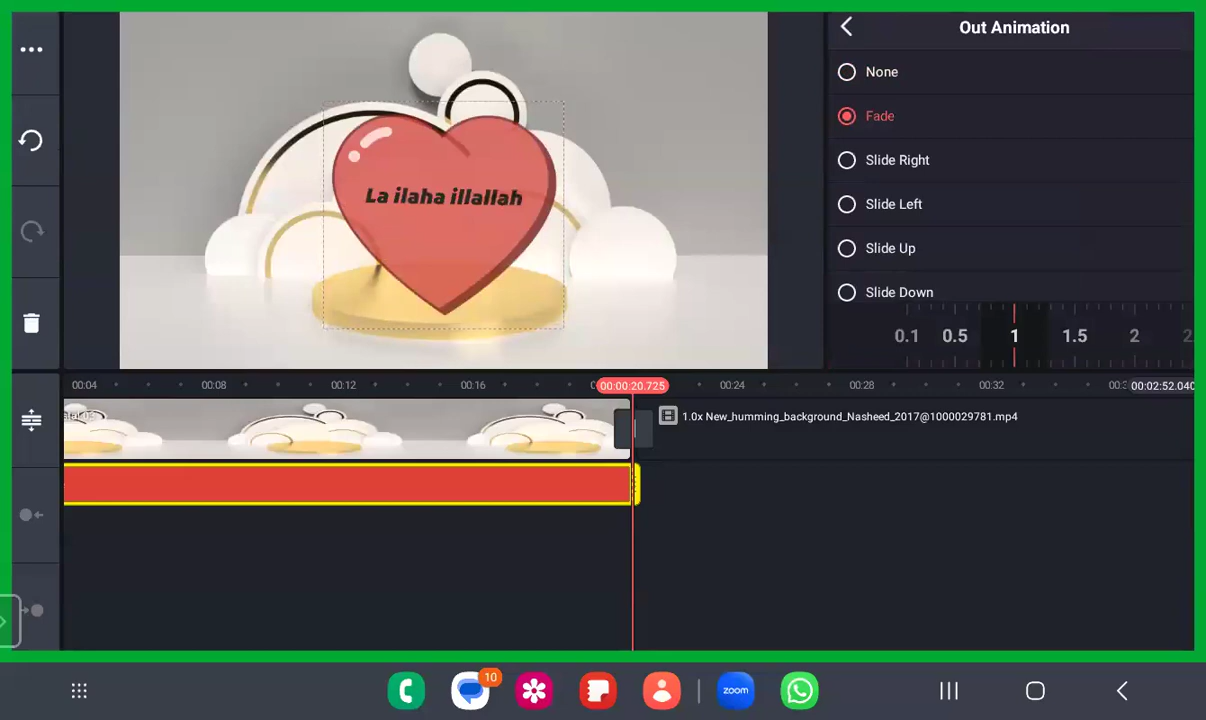 Out Animation
None
Fade
Slide Right
Slide Left
Slide Up
Slide Down
0.1 0.5 1 1.5 2
La ilaha illallah
00:04 00:08 00:12 00:16 00:00:20.725 00:24 00:28 00:32 00:02:52.040
1.0x New_humming_background_Nasheed_2017@1000029781.mp4
10
zoom